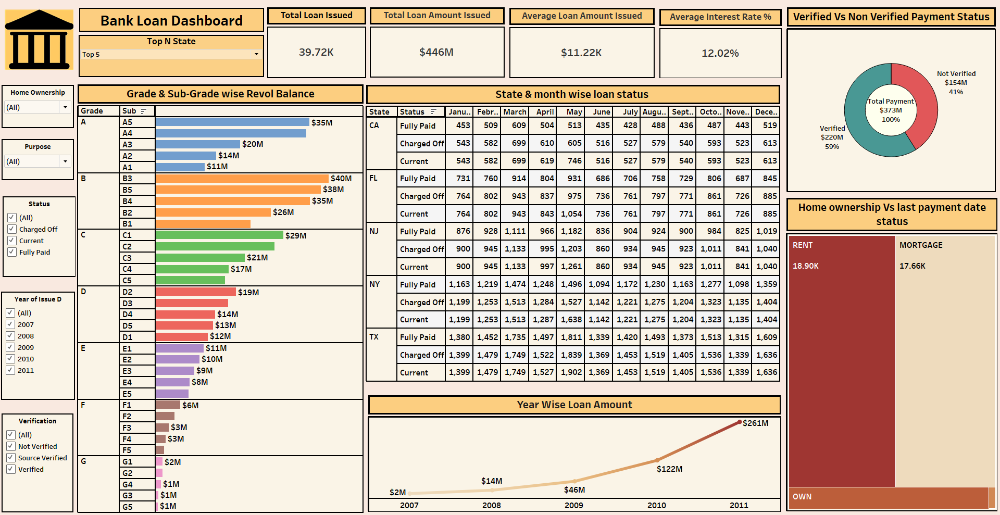 Bank Loan Dashboard
Top N State
Top 5
Total Loan Issued
39.72K
Total Loan Amount Issued
$446M
Average Loan Amount Issued
$11.22K
Average Interest Rate %
12.02%
Verified Vs Non Verified Payment Status
Not Verified
$154M
41%
Total Payment
$373M
100%
Verified
$220M
59%
Home Ownership
(All)
Purpose
(All)
Status
(All)
Charged Off
Current
Fully Paid
Year of Issue D
(All)
2007
2008
2009
2010
2011
Verification
(All)
Not Verified
Source Verified
Verified
Grade & Sub-Grade wise Revol Balance
Grade Sub
A A5 $35M
A4
A3 $20M
A2 $14M
A1 $11M
B B3 $40M
B5 $38M
B4 $35M
B2 $26M
B1
C C1 $29M
C2
C3 $21M
C4 $17M
C5
D D2 $19M
D3
D4 $14M
D5 $13M
D1 $12M
E E1 $11M
E2 $10M
E3 $9M
E4 $8M
E5
F F1 $6M
F2
F3 $3M
F4 $3M
F5
G G1 $2M
G2
G4 $1M
G3 $1M
G5 $1M
State & month wise loan status
State Status Janu.. Febr.. March April May June July Augu.. Sept.. Octo.. Nove.. Dece..
CA Fully Paid 453 509 609 504 513 435 428 488 436 487 443 519
Charged Off 543 582 699 610 605 516 527 579 540 593 523 613
Current 543 582 699 619 746 516 527 579 540 593 523 613
FL Fully Paid 731 760 914 804 931 686 706 758 729 806 687 845
Charged Off 764 802 943 837 975 736 761 797 771 861 726 885
Current 764 802 943 843 1,054 736 761 797 771 861 726 885
NJ Fully Paid 876 928 1,111 966 1,182 836 904 924 900 984 825 1,019
Charged Off 900 945 1,133 995 1,203 860 934 945 923 1,011 841 1,040
Current 900 945 1,133 997 1,261 860 934 945 923 1,011 841 1,040
NY Fully Paid 1,163 1,219 1,474 1,248 1,496 1,094 1,172 1,230 1,163 1,277 1,098 1,359
Charged Off 1,199 1,253 1,513 1,284 1,527 1,142 1,221 1,275 1,204 1,323 1,135 1,404
Current 1,199 1,253 1,513 1,287 1,638 1,142 1,221 1,275 1,204 1,323 1,135 1,404
TX Fully Paid 1,380 1,452 1,735 1,497 1,811 1,339 1,420 1,493 1,373 1,513 1,315 1,609
Charged Off 1,399 1,479 1,749 1,522 1,839 1,369 1,453 1,519 1,405 1,536 1,339 1,636
Current 1,399 1,479 1,749 1,527 1,902 1,369 1,453 1,519 1,405 1,536 1,339 1,636
Year Wise Loan Amount
$2M
$14M
$46M
$122M
$261M
2007 2008 2009 2010 2011
Home ownership Vs last payment date
status
RENT
18.90K
MORTGAGE
17.66K
OWN